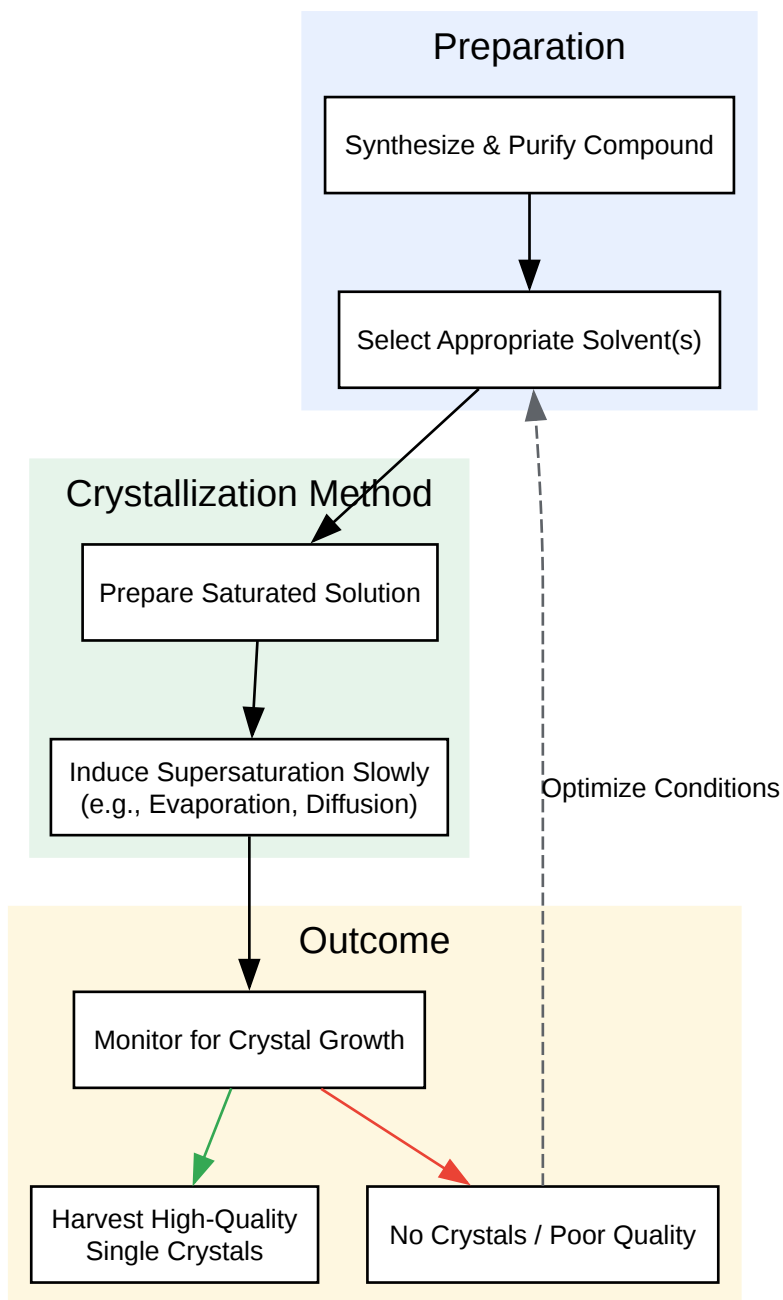 Preparation
Synthesize & Purify Compound
Select Appropriate Solvent(s)
Crystallization Method
Prepare Saturated Solution
Induce Supersaturation Slowly
(e.g., Evaporation, Diffusion)
Optimize Conditions
Outcome
Monitor for Crystal Growth
Harvest High-Quality
Single Crystals
No Crystals / Poor Quality